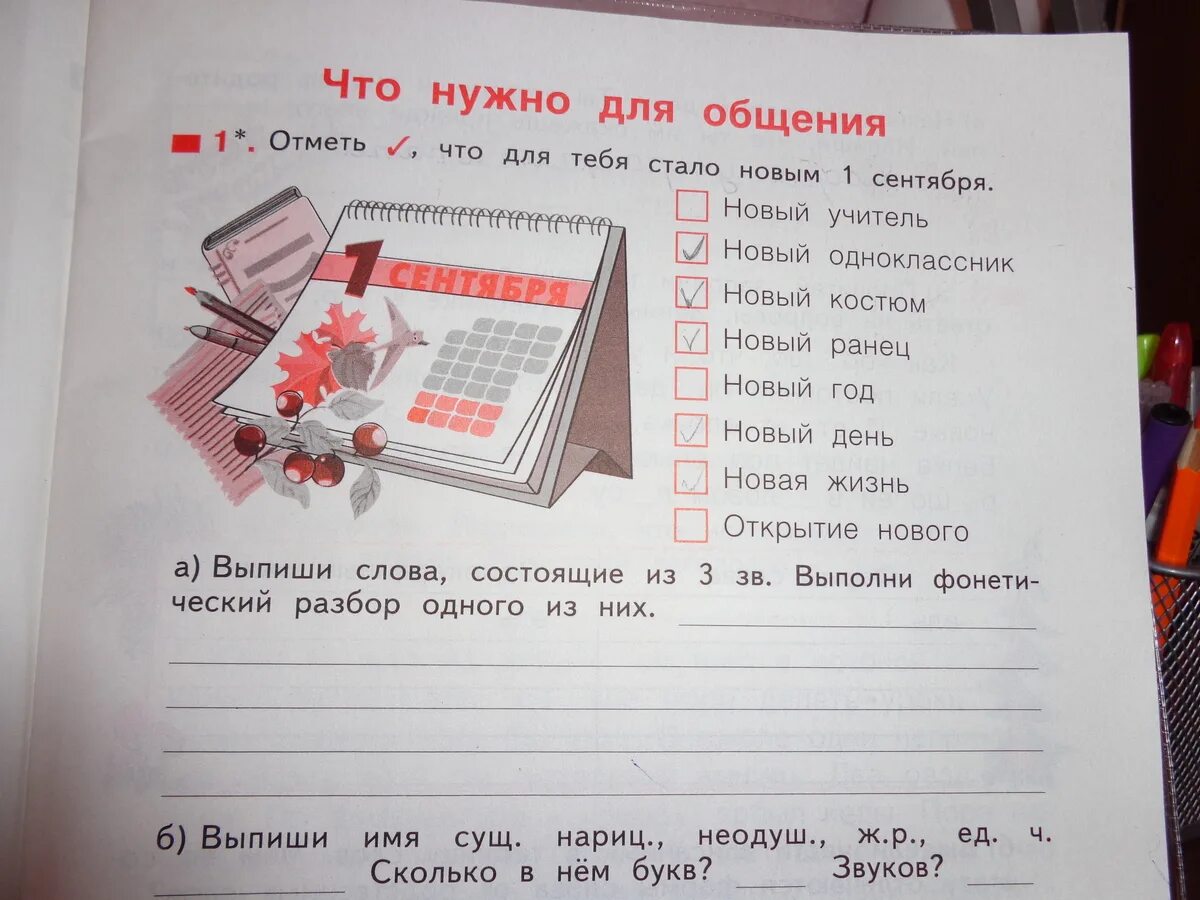 Что нужно для общения
1*. Отметь ✓, что для тебя стало новым 1 сентября.
1 СЕНТЯБРЯ
Новый учитель
Новый одноклассник
Новый костюм
Новый ранец
Новый год
Новый день
Новая жизнь
Открытие нового
а) Выпиши слова, состоящие из 3 зв. Выполни фонети-
ческий разбор одного из них.
б) Выпиши имя сущ. нариц., неодуш., ж.р., ед. ч.
Сколько в нём букв? Звуков?